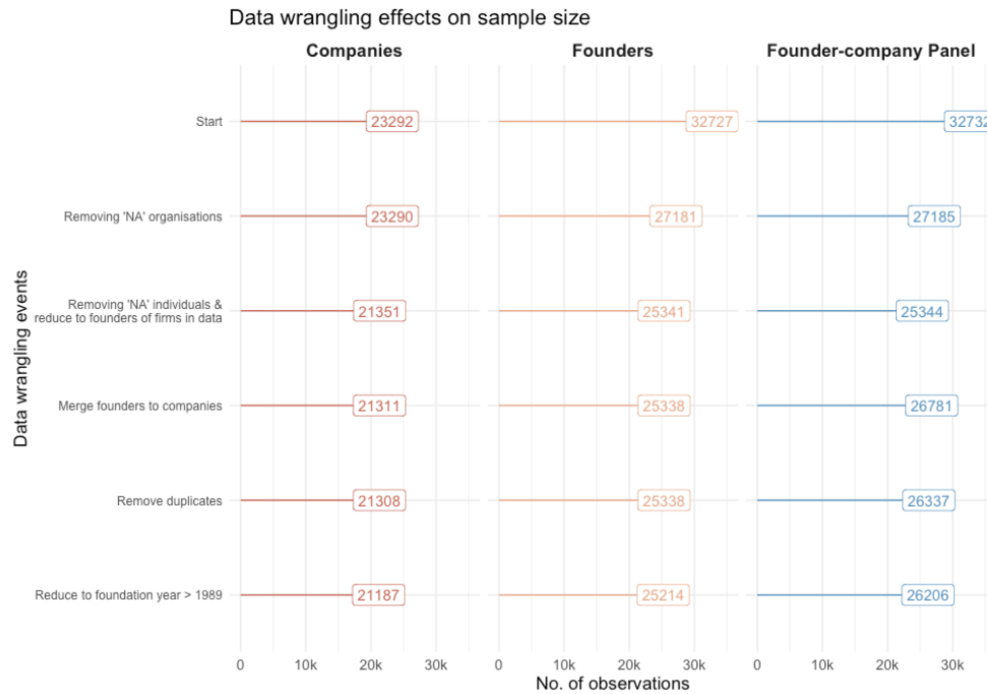 Data wrangling effects on sample size
Companies Founders Founder-company Panel
Start 23292 32727 32732
Removing 'NA' organisations 23290 27181 27185
Removing 'NA' individuals &
reduce to founders of firms in data 21351 25341 25344
Merge founders to companies 21311 25338 26781
Remove duplicates 21308 25338 26337
Reduce to foundation year > 1989 21187 25214 26206
0 10k 20k 30k 0 10k 20k 30k 0 10k 20k 30k
No. of observations
Data wrangling events